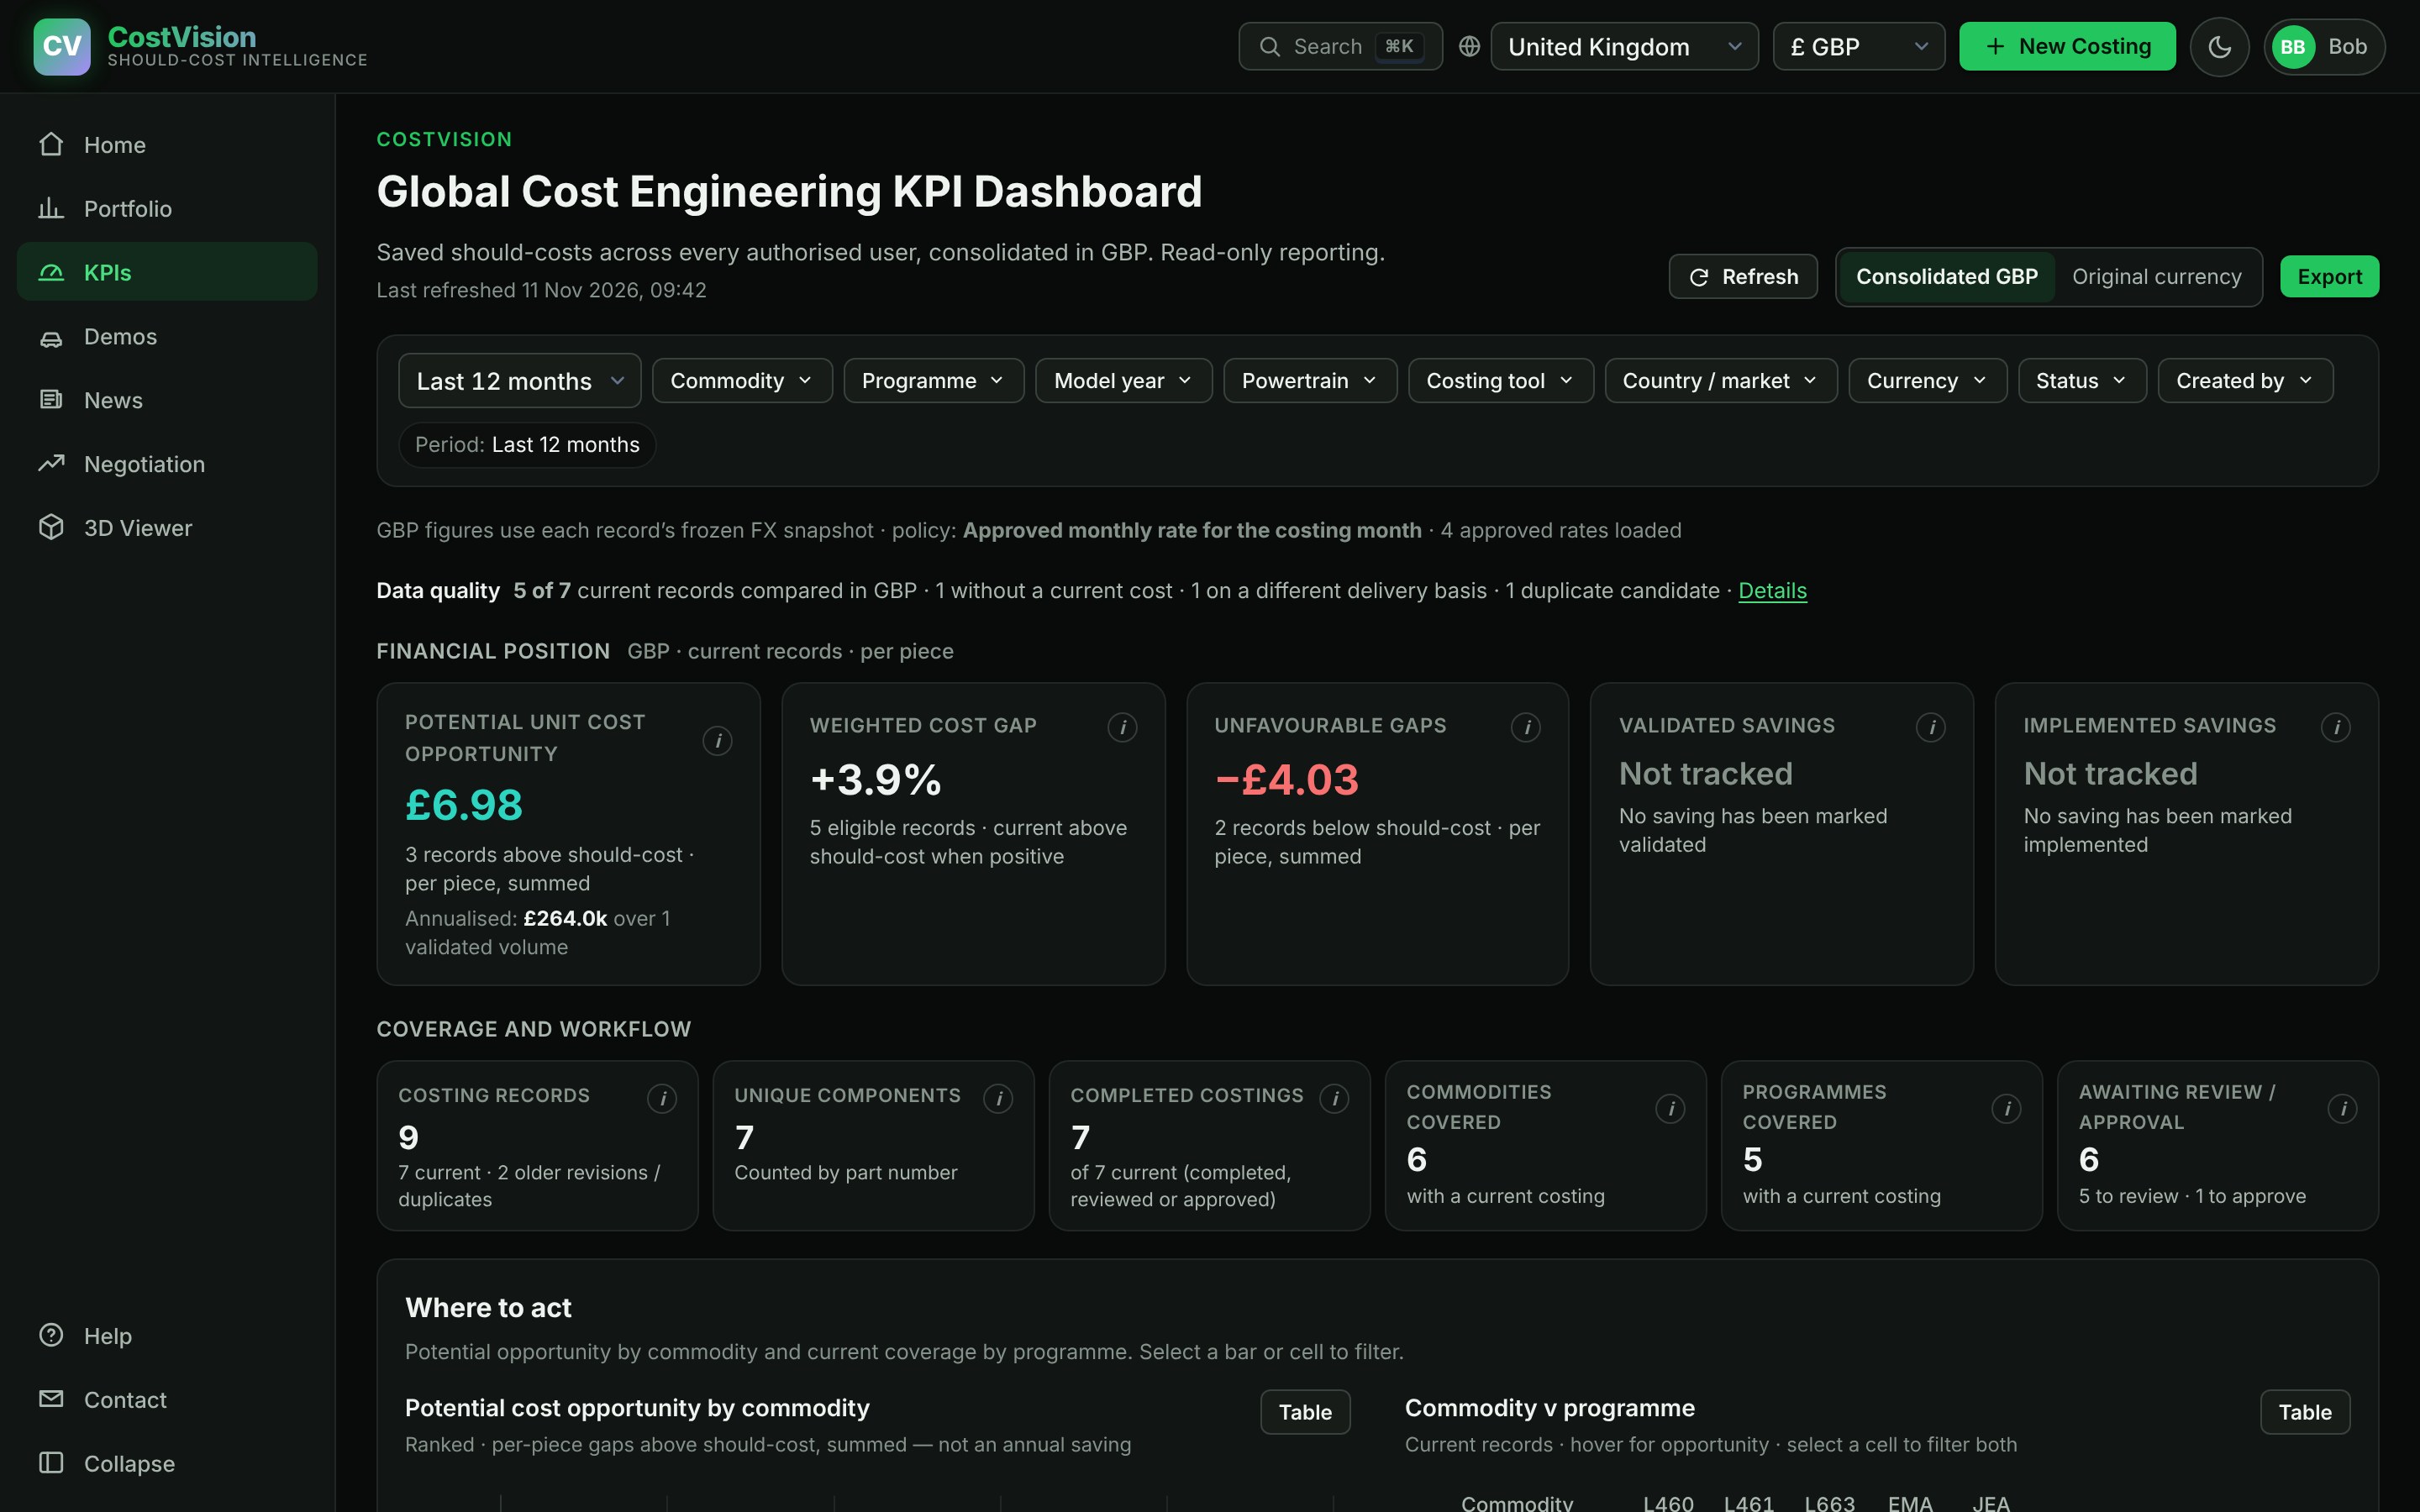 CV
CostVision
SHOULD-COST INTELLIGENCE
Search ⌘K
United Kingdom
£ GBP
+ New Costing
BB Bob
Home
Portfolio
KPIs
Demos
News
Negotiation
3D Viewer
Help
Contact
Collapse
COSTVISION
Global Cost Engineering KPI Dashboard
Saved should-costs across every authorised user, consolidated in GBP. Read-only reporting.
Last refreshed 11 Nov 2026, 09:42
Refresh
Consolidated GBP
Original currency
Export
Last 12 months
Commodity
Programme
Model year
Powertrain
Costing tool
Country / market
Currency
Status
Created by
Period: Last 12 months
GBP figures use each record’s frozen FX snapshot · policy: Approved monthly rate for the costing month · 4 approved rates loaded
Data quality 5 of 7 current records compared in GBP · 1 without a current cost · 1 on a different delivery basis · 1 duplicate candidate · Details
FINANCIAL POSITION GBP · current records · per piece
POTENTIAL UNIT COST
OPPORTUNITY
i
£6.98
3 records above should-cost ·
per piece, summed
Annualised: £264.0k over 1
validated volume
WEIGHTED COST GAP
i
+3.9%
5 eligible records · current above
should-cost when positive
UNFAVOURABLE GAPS
i
−£4.03
2 records below should-cost · per
piece, summed
VALIDATED SAVINGS
i
Not tracked
No saving has been marked
validated
IMPLEMENTED SAVINGS
i
Not tracked
No saving has been marked
implemented
COVERAGE AND WORKFLOW
COSTING RECORDS
i
9
7 current · 2 older revisions /
duplicates
UNIQUE COMPONENTS
i
7
Counted by part number
COMPLETED COSTINGS
i
7
of 7 current (completed,
reviewed or approved)
COMMODITIES
COVERED
i
6
with a current costing
PROGRAMMES
COVERED
i
5
with a current costing
AWAITING REVIEW /
APPROVAL
i
6
5 to review · 1 to approve
Where to act
Potential opportunity by commodity and current coverage by programme. Select a bar or cell to filter.
Potential cost opportunity by commodity
Table
Ranked · per-piece gaps above should-cost, summed — not an annual saving
Commodity v programme
Table
Current records · hover for opportunity · select a cell to filter both
Commodity L460 L461 L663 EMA JEA